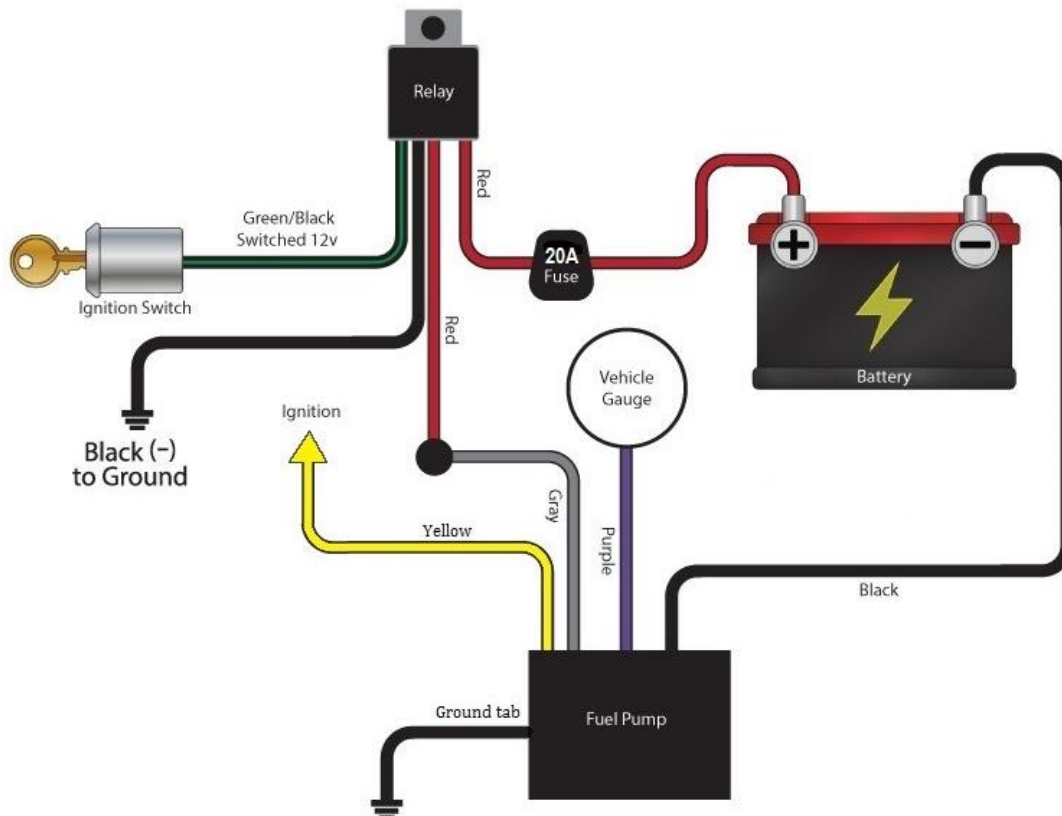 Relay
Red
Green/Black
Switched 12v
20A
Fuse
Ignition Switch
Red
Vehicle
Gauge
Battery
Ignition
Black (-)
to Ground
Gray
Yellow
Purple
Black
Ground tab
Fuel Pump